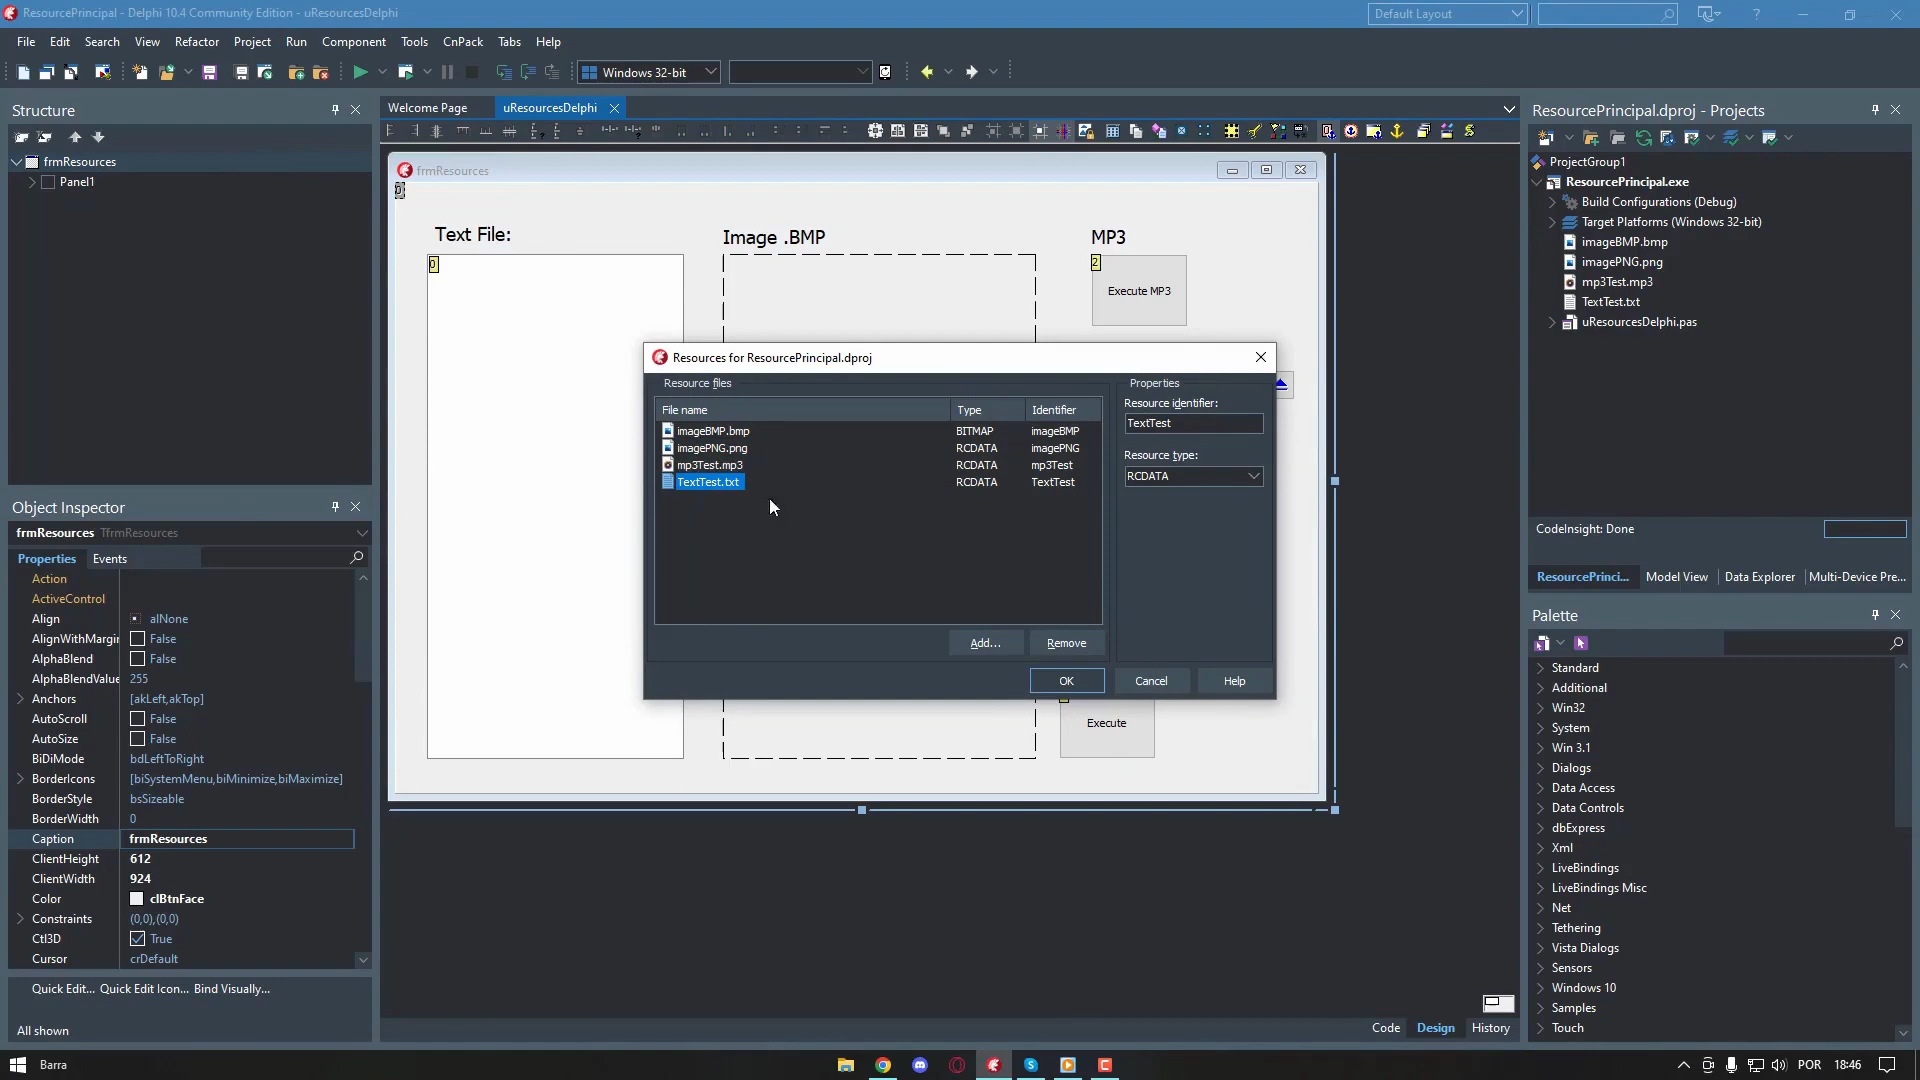 ResourcePrincipal - Delphi 10.4 Community Edition - uResourcesDelphi
Default Layout
File Edit Search View Refactor Project Run Component Tools CnPack Tabs Help
Windows 32-bit
Structure
frmResources
Panel1
Object Inspector
frmResources TfrmResources
Properties Events
Action
ActiveControl
Align alNone
AlignWithMargin False
AlphaBlend False
AlphaBlendValue 255
Anchors [akLeft,akTop]
AutoScroll False
AutoSize False
BiDiMode bdLeftToRight
BorderIcons [biSystemMenu,biMinimize,biMaximize]
BorderStyle bsSizeable
BorderWidth 0
Caption frmResources
ClientHeight 612
ClientWidth 924
Color clBtnFace
Constraints (0,0),(0,0)
Ctl3D True
Cursor crDefault
Quick Edit... Quick Edit Icon... Bind Visually...
All shown
Welcome Page uResourcesDelphi
frmResources
0
Text File:
0
Image .BMP
MP3
2
Execute MP3
Execute
Resources for ResourcePrincipal.dproj
Resource files
File name Type Identifier
imageBMP.bmp BITMAP imageBMP
imagePNG.png RCDATA imagePNG
mp3Test.mp3 RCDATA mp3Test
TextTest.txt RCDATA TextTest
Add... Remove
Properties
Resource identifier:
TextTest
Resource type:
RCDATA
OK Cancel Help
Code Design History
ResourcePrincipal.dproj - Projects
ProjectGroup1
ResourcePrincipal.exe
Build Configurations (Debug)
Target Platforms (Windows 32-bit)
imageBMP.bmp
imagePNG.png
mp3Test.mp3
TextTest.txt
uResourcesDelphi.pas
CodeInsight: Done
ResourcePrinci... Model View Data Explorer Multi-Device Pre...
Palette
Standard
Additional
Win32
System
Win 3.1
Dialogs
Data Access
Data Controls
dbExpress
Xml
LiveBindings
LiveBindings Misc
Net
Tethering
Vista Dialogs
Sensors
Windows 10
Samples
Touch
Barra
POR 18:46